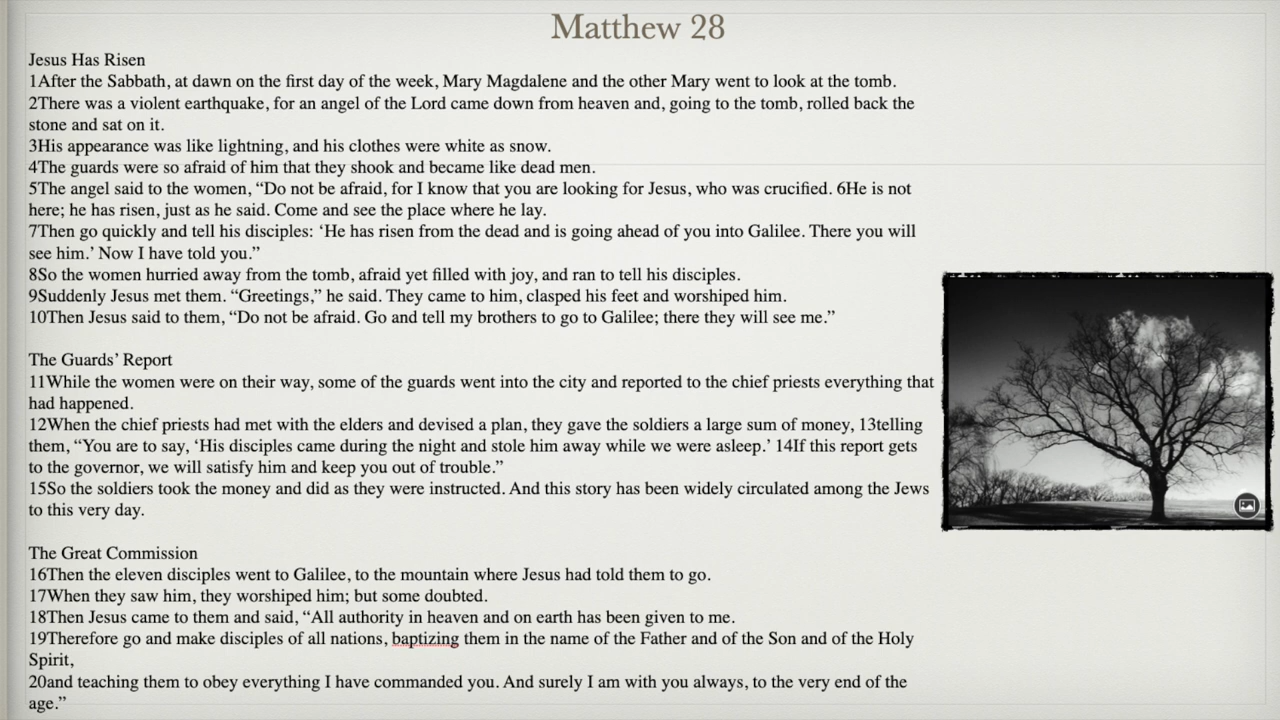 Matthew 28
Jesus Has Risen
1After the Sabbath, at dawn on the first day of the week, Mary Magdalene and the other Mary went to look at the tomb.
2There was a violent earthquake, for an angel of the Lord came down from heaven and, going to the tomb, rolled back the
stone and sat on it.
3His appearance was like lightning, and his clothes were white as snow.
4The guards were so afraid of him that they shook and became like dead men.
5The angel said to the women, “Do not be afraid, for I know that you are looking for Jesus, who was crucified. 6He is not
here; he has risen, just as he said. Come and see the place where he lay.
7Then go quickly and tell his disciples: ‘He has risen from the dead and is going ahead of you into Galilee. There you will
see him.’ Now I have told you.”
8So the women hurried away from the tomb, afraid yet filled with joy, and ran to tell his disciples.
9Suddenly Jesus met them. “Greetings,” he said. They came to him, clasped his feet and worshiped him.
10Then Jesus said to them, “Do not be afraid. Go and tell my brothers to go to Galilee; there they will see me.”
The Guards’ Report
11While the women were on their way, some of the guards went into the city and reported to the chief priests everything that
had happened.
12When the chief priests had met with the elders and devised a plan, they gave the soldiers a large sum of money, 13telling
them, “You are to say, ‘His disciples came during the night and stole him away while we were asleep.’ 14If this report gets
to the governor, we will satisfy him and keep you out of trouble.”
15So the soldiers took the money and did as they were instructed. And this story has been widely circulated among the Jews
to this very day.
The Great Commission
16Then the eleven disciples went to Galilee, to the mountain where Jesus had told them to go.
17When they saw him, they worshiped him; but some doubted.
18Then Jesus came to them and said, “All authority in heaven and on earth has been given to me.
19Therefore go and make disciples of all nations, baptizing them in the name of the Father and of the Son and of the Holy
Spirit,
20and teaching them to obey everything I have commanded you. And surely I am with you always, to the very end of the
age.”